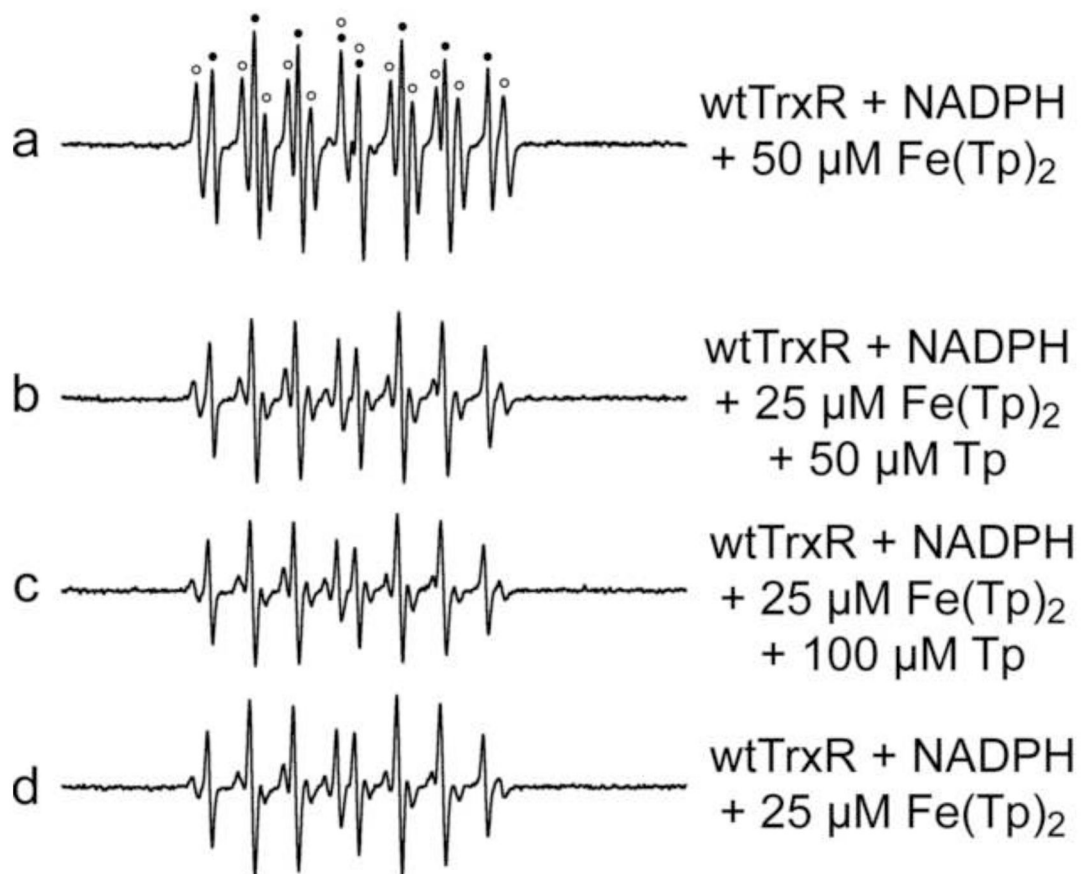 a
wtTrxR + NADPH
+ 50 µM Fe(Tp)₂
b
wtTrxR + NADPH
+ 25 µM Fe(Tp)₂
+ 50 µM Tp
c
wtTrxR + NADPH
+ 25 µM Fe(Tp)₂
+ 100 µM Tp
d
wtTrxR + NADPH
+ 25 µM Fe(Tp)₂